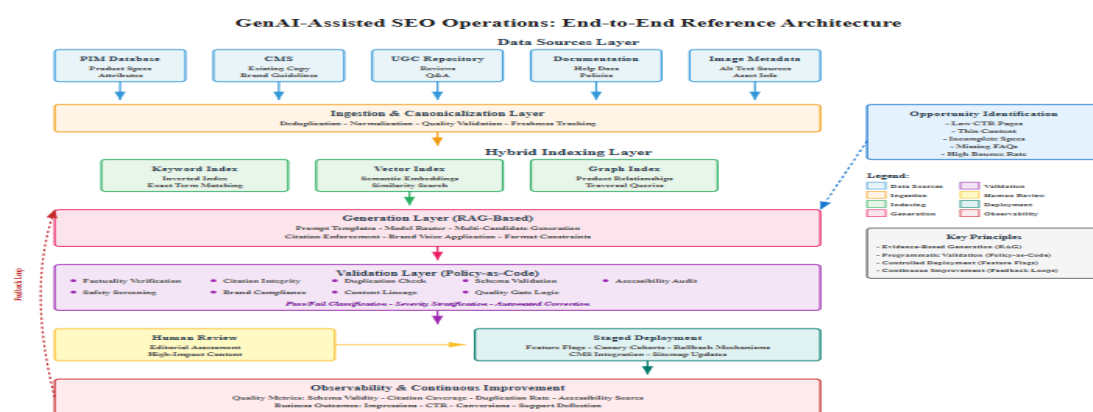 GenAI-Assisted SEO Operations: End-to-End Reference Architecture
Data Sources Layer
PIM Database
Product Specs
Attributes
CMS
Existing Copy
Brand Guidelines
UGC Repository
Reviews
Q&A
Documentation
Help Docs
Policies
Image Metadata
Alt Text Sources
Asset Info
Ingestion & Canonicalization Layer
Deduplication - Normalization - Quality Validation - Freshness Tracking
Opportunity Identification
- Low CTR Pages
- Thin Content
- Incomplete Specs
- Missing FAQs
- High Bounce Rate
Hybrid Indexing Layer
Keyword Index
Inverted Index
Exact Term Matching
Vector Index
Semantic Embeddings
Similarity Search
Graph Index
Product Relationships
Traversal Queries
Legend:
Data Sources
Validation
Ingestion
Human Review
Indexing
Deployment
Generation
Observability
Generation Layer (RAG-Based)
Prompt Templates - Model Router - Multi-Candidate Generation
Citation Enforcement - Brand Voice Application - Format Constraints
Key Principles
- Evidence-Based Generation (RAG)
- Programmatic Validation (Policy-as-Code)
- Controlled Deployment (Feature Flags)
- Continuous Improvement (Feedback Loops)
Feedback Loop
Validation Layer (Policy-as-Code)
• Factuality Verification
• Citation Integrity
• Duplication Check
• Schema Validation
• Accessibility Audit
• Safety Screening
• Brand Compliance
• Content Lineage
• Quality Gate Logic
Pass/Fail Classification - Severity Stratification - Automated Correction
Human Review
Editorial Assessment
High-Impact Content
Staged Deployment
Feature Flags - Canary Cohorts - Rollback Mechanisms
CMS Integration - Sitemap Updates
Observability & Continuous Improvement
Quality Metrics: Schema Validity - Citation Coverage - Duplication Rate - Accessibility Scores
Business Outcomes: Impressions - CTR - Conversions - Support Deflection